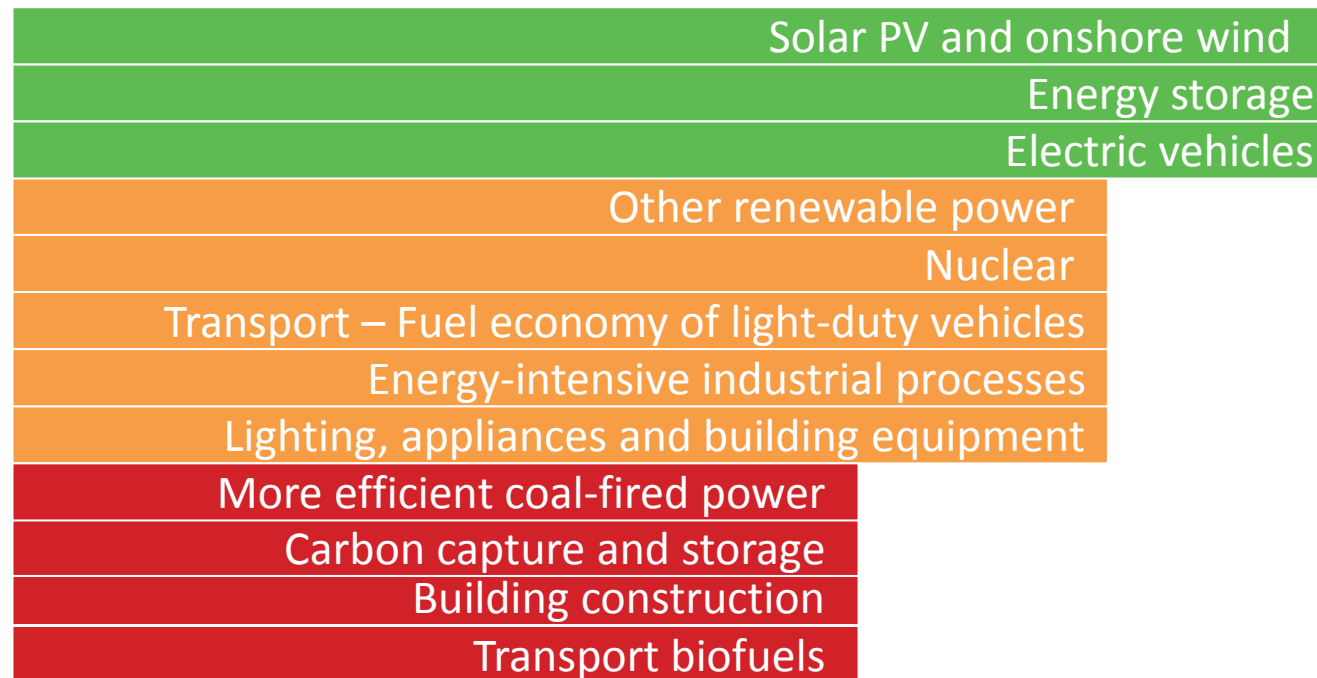 Solar PV and onshore wind
Energy storage
Electric vehicles
Other renewable power
Nuclear
Transport – Fuel economy of light-duty vehicles
Energy-intensive industrial processes
Lighting, appliances and building equipment
More efficient coal-fired power
Carbon capture and storage
Building construction
Transport biofuels